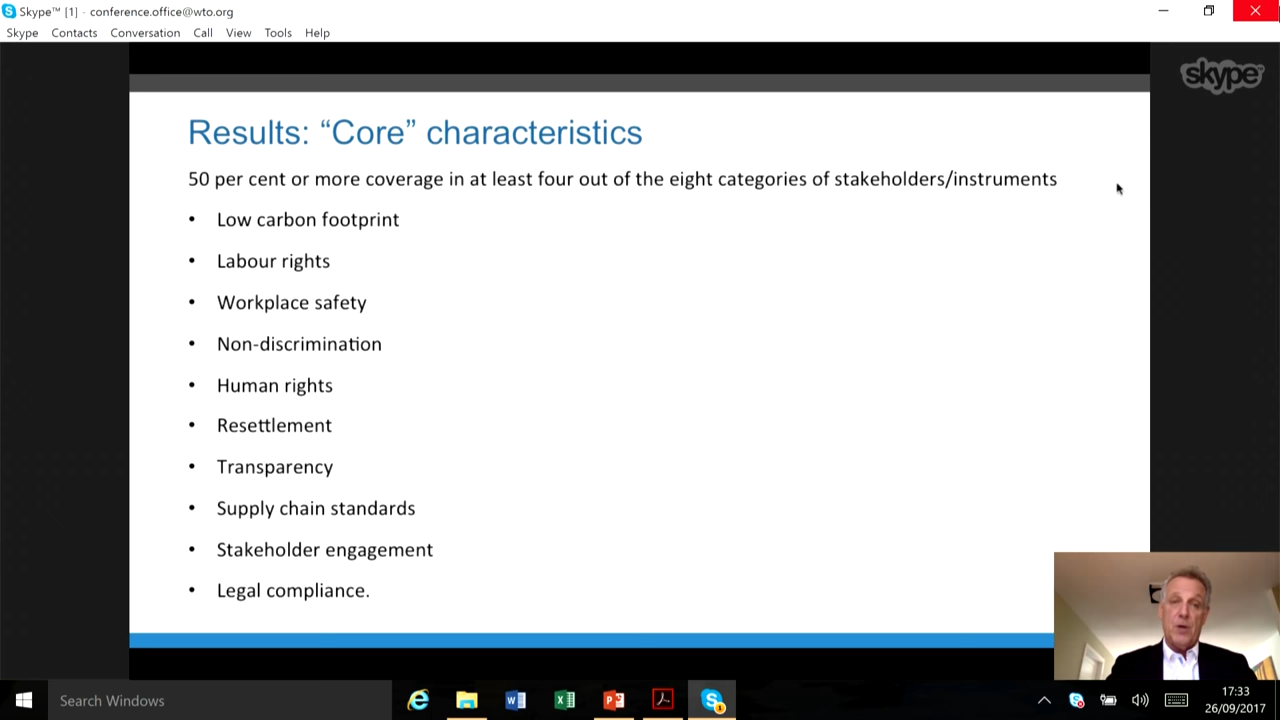 Skype™ [1] - conference.office@wto.org
Skype Contacts Conversation Call View Tools Help
skype™
Results: “Core” characteristics
50 per cent or more coverage in at least four out of the eight categories of stakeholders/instruments
• Low carbon footprint
• Labour rights
• Workplace safety
• Non-discrimination
• Human rights
• Resettlement
• Transparency
• Supply chain standards
• Stakeholder engagement
• Legal compliance.
Search Windows
17:33
26/09/2017